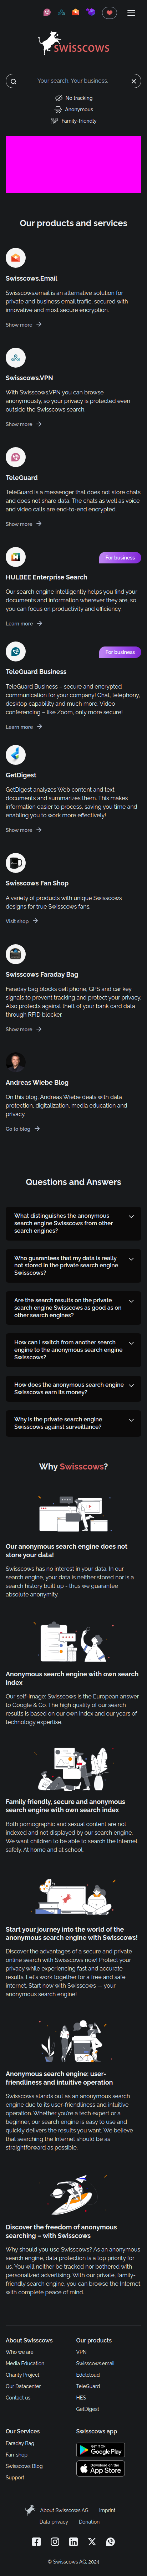 swisscows
Your search. Your business.
No tracking
Anonymous
Family-friendly
Our products and services
Swisscows.Email
Swisscows.email is an alternative solution for
private and business email traffic, secured with
innovative and most secure encryption.
Show more
Swisscows.VPN
With Swisscows.VPN you can browse
anonymously, so your privacy is protected even
outside the Swisscows search.
Show more
TeleGuard
TeleGuard is a messenger that does not store chats
and does not share data. The chats as well as voice
and video calls are end-to-end encrypted.
Show more
For business
HULBEE Enterprise Search
Our search engine intelligently helps you find your
documents and information wherever they are, so
you can focus on productivity and efficiency.
Learn more
For business
TeleGuard Business
TeleGuard Business – secure and encrypted
communication for your company! Chat, telephony,
desktop capability and much more. Video
conferencing – like Zoom, only more secure!
Learn more
GetDigest
GetDigest analyzes Web content and text
documents and summarizes them. This makes
information easier to process, saving you time and
enabling you to work more effectively!
Show more
Swisscows Fan Shop
A variety of products with unique Swisscows
designs for true Swisscows fans.
Visit shop
Swisscows Faraday Bag
Faraday bag blocks cell phone, GPS and car key
signals to prevent tracking and protect your privacy.
Also protects against theft of your bank card data
through RFID blocker.
Show more
Andreas Wiebe Blog
On this blog, Andreas Wiebe deals with data
protection, digitalization, media education and
privacy.
Go to blog
Questions and Answers
What distinguishes the anonymous
search engine Swisscows from other
search engines?
Who guarantees that my data is really
not stored in the private search engine
Swisscows?
Are the search results on the private
search engine Swisscows as good as on
other search engines?
How can I switch from another search
engine to the anonymous search engine
Swisscows?
How does the anonymous search engine
Swisscows earn its money?
Why is the private search engine
Swisscows against surveillance?
Why Swisscows?
Our anonymous search engine does not
store your data!
Swisscows has no interest in your data. In our
search engine, your data is neither stored nor is a
search history built up - thus we guarantee
absolute anonymity.
Anonymous search engine with own search
index
Our self-image: Swisscows is the European answer
to Google & Co. The high quality of our search
results is based on our own index and our years of
technology expertise.
Family friendly, secure and anonymous
search engine with own search index
Both pornographic and sexual content are not
indexed and not displayed by our search engine.
We want children to be able to search the Internet
safely. At home and at school.
Start your journey into the world of the
anonymous search engine with Swisscows!
Discover the advantages of a secure and private
online search with Swisscows now! Protect your
privacy while experiencing fast and accurate
results. Let's work together for a free and safe
internet. Start now with Swisscows — your
anonymous search engine!
Anonymous search engine: user-
friendliness and intuitive operation
Swisscows stands out as an anonymous search
engine due to its user-friendliness and intuitive
operation. Whether you're a tech expert or a
beginner, our search engine is easy to use and
quickly delivers the results you want. We believe
that searching the Internet should be as
straightforward as possible.
Discover the freedom of anonymous
searching – with Swisscows
Why should you use Swisscows? As an anonymous
search engine, data protection is a top priority for
us. You will neither be tracked nor bothered with
personalized advertising. With our private, family-
friendly search engine, you can browse the Internet
with complete peace of mind.
About Swisscows
Who we are
Media Education
Charity Project
Our Datacenter
Contact us
Our products
VPN
Swisscows.email
Edelcloud
TeleGuard
HES
GetDigest
Our Services
Faraday Bag
Fan-shop
Swisscows Blog
Support
Swisscows app
GET IT ON
Google Play
Download on the
App Store
About Swisscows AG
Imprint
Data privacy
Donation
© Swisscows AG, 2024